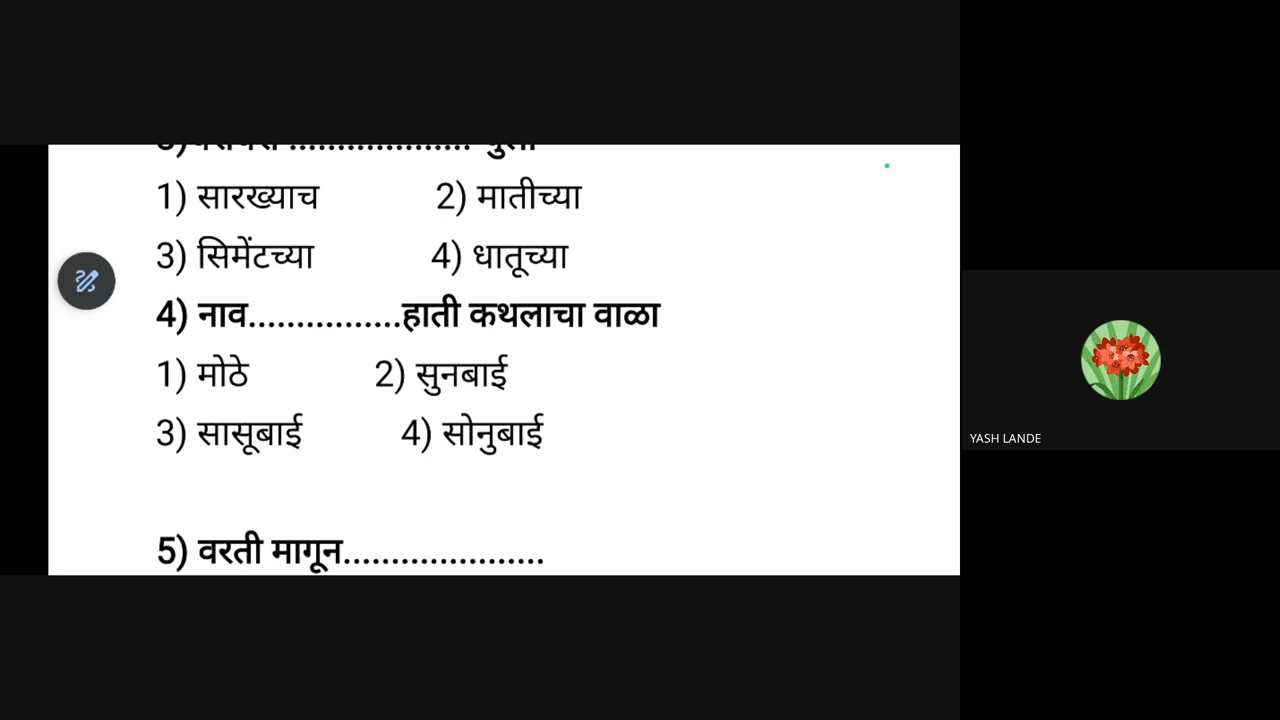 1) सारख्याच 2) मातीच्या
3) सिमेंटच्या 4) धातूच्या
4) नाव................हाती कथलाचा वाळा
1) मोठे 2) सुनबाई
3) सासूबाई 4) सोनुबाई
5) वरती मागून.....................
YASH LANDE